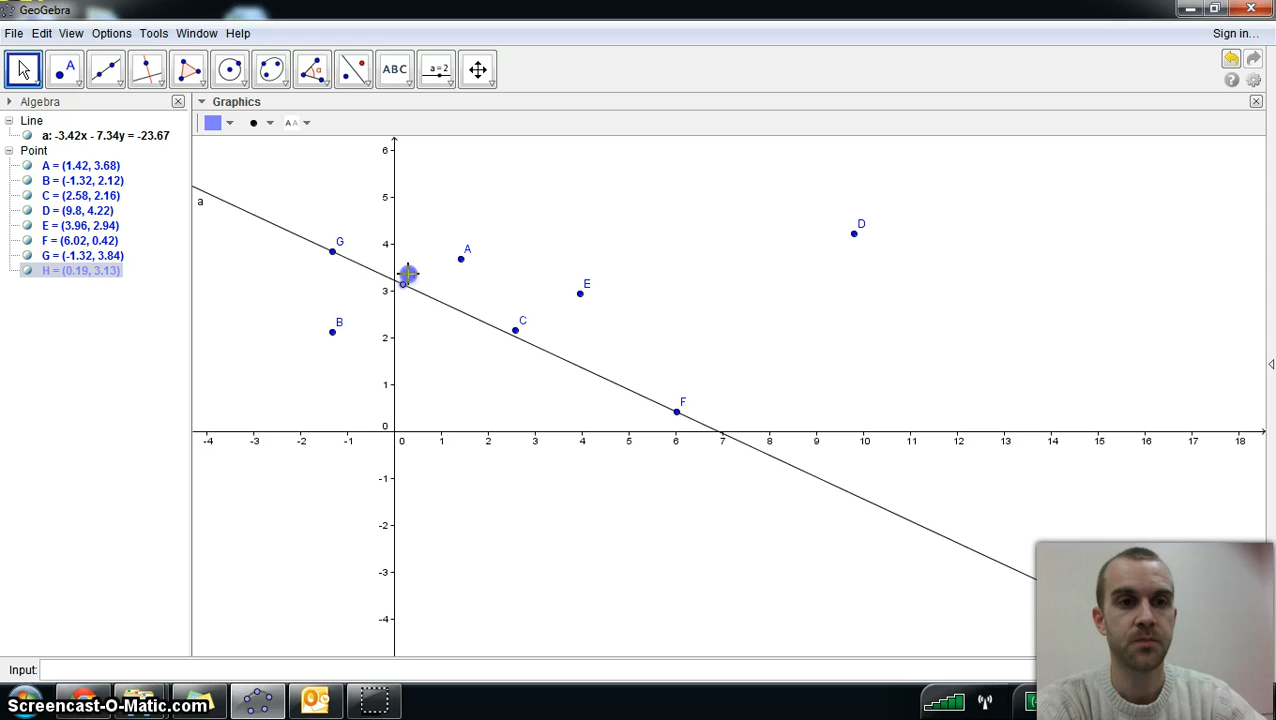 GeoGebra
File Edit View Options Tools Window Help
Sign in...
A
α
ABC
a = 2
?
Algebra
Graphics
A A
Line
a: -3.42x - 7.34y = -23.67
Point
A = (1.42, 3.68)
B = (-1.32, 2.12)
C = (2.58, 2.16)
D = (9.8, 4.22)
E = (3.96, 2.94)
F = (6.02, 0.42)
G = (-1.32, 3.84)
H = (0.19, 3.13)
6
5
a
D
4
G
A
3
E
B
C
2
1
F
0
-4 -3 -2 -1 0 1 2 3 4 5 6 7 8 9 10 11 12 13 14 15 16 17 18
-1
-2
-3
-4
Input:
Screencast-O-Matic.com